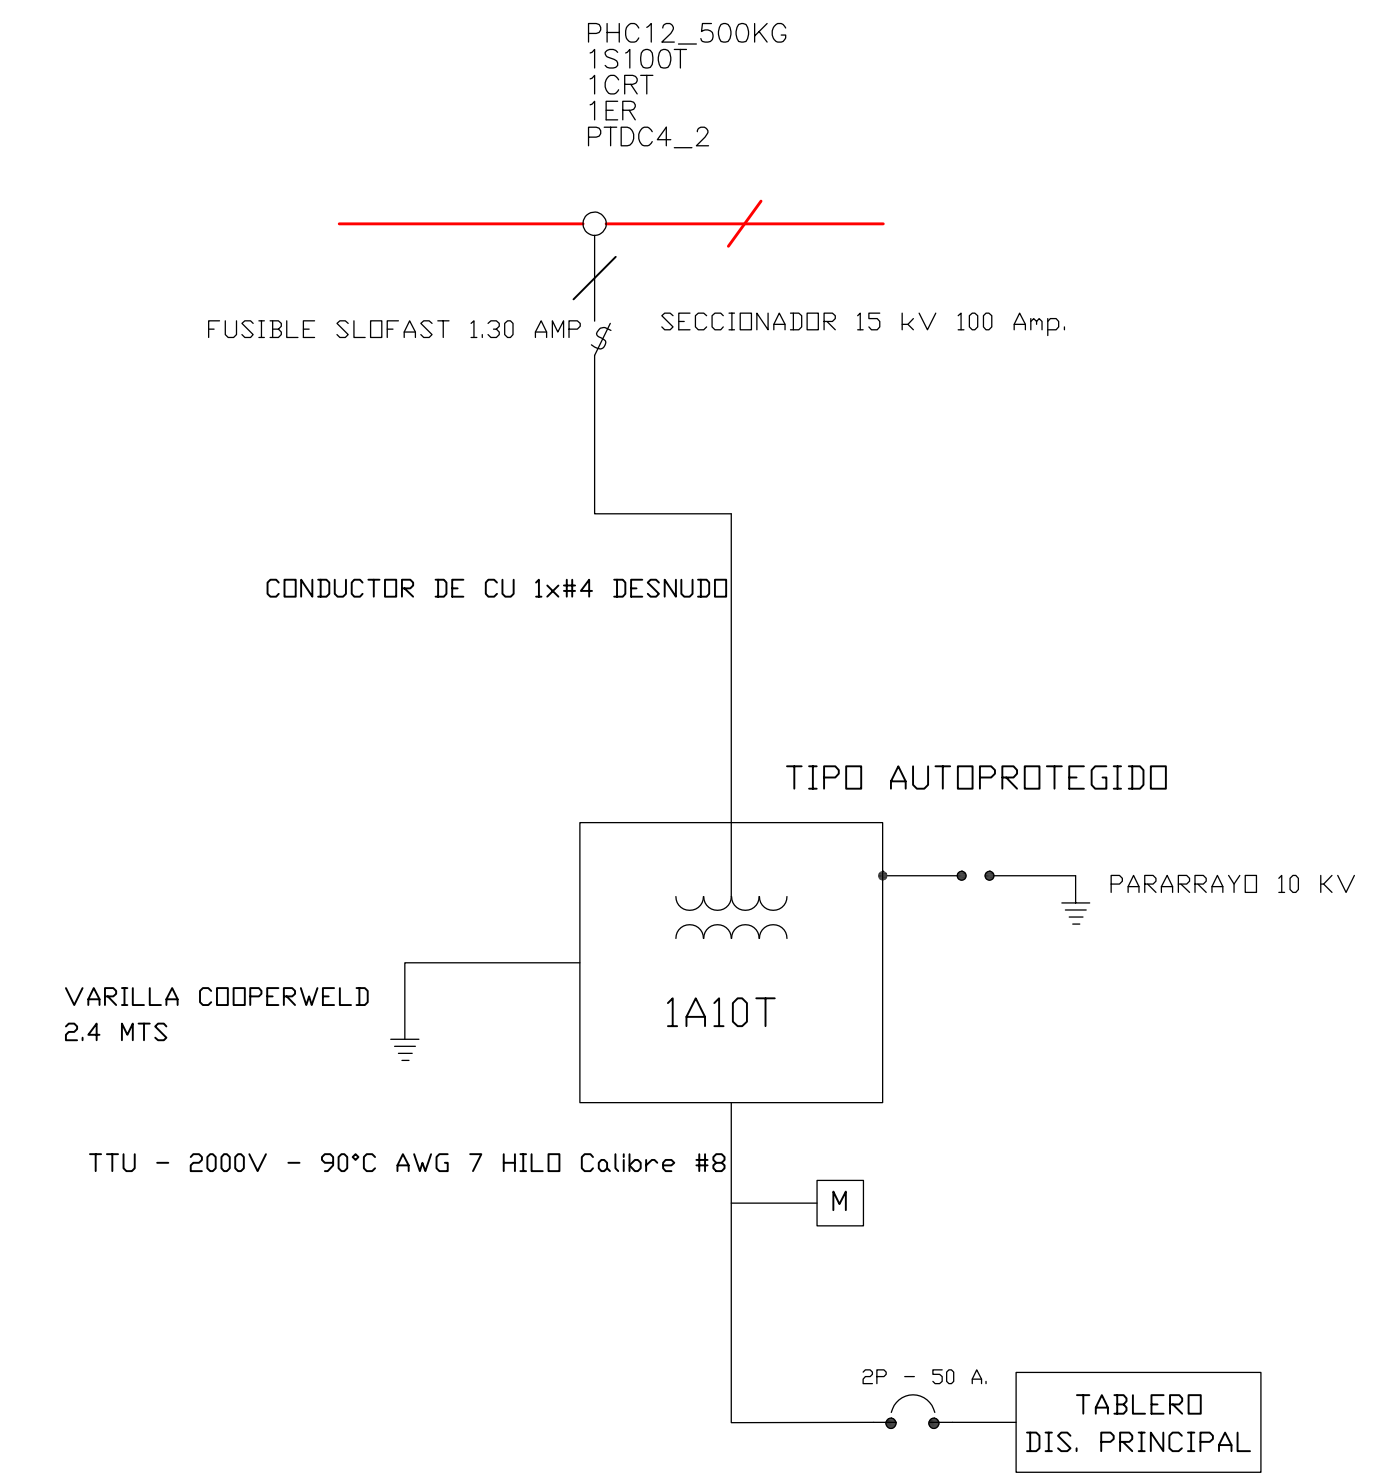 PHC12_500KG
1S100T
1CRT
1ER
PTDC4_2
FUSIBLE SLOFAST 1.30 AMP
SECCIONADOR 15 kV 100 Amp.
CONDUCTOR DE CU 1x#4 DESNUDO
TIPO AUTOPROTEGIDO
PARARRAYO 10 KV
VARILLA COOPERWELD
2.4 MTS
1A10T
TTU - 2000V - 90°C AWG 7 HILO Calibre #8
M
2P - 50 A.
TABLERO
DIS. PRINCIPAL